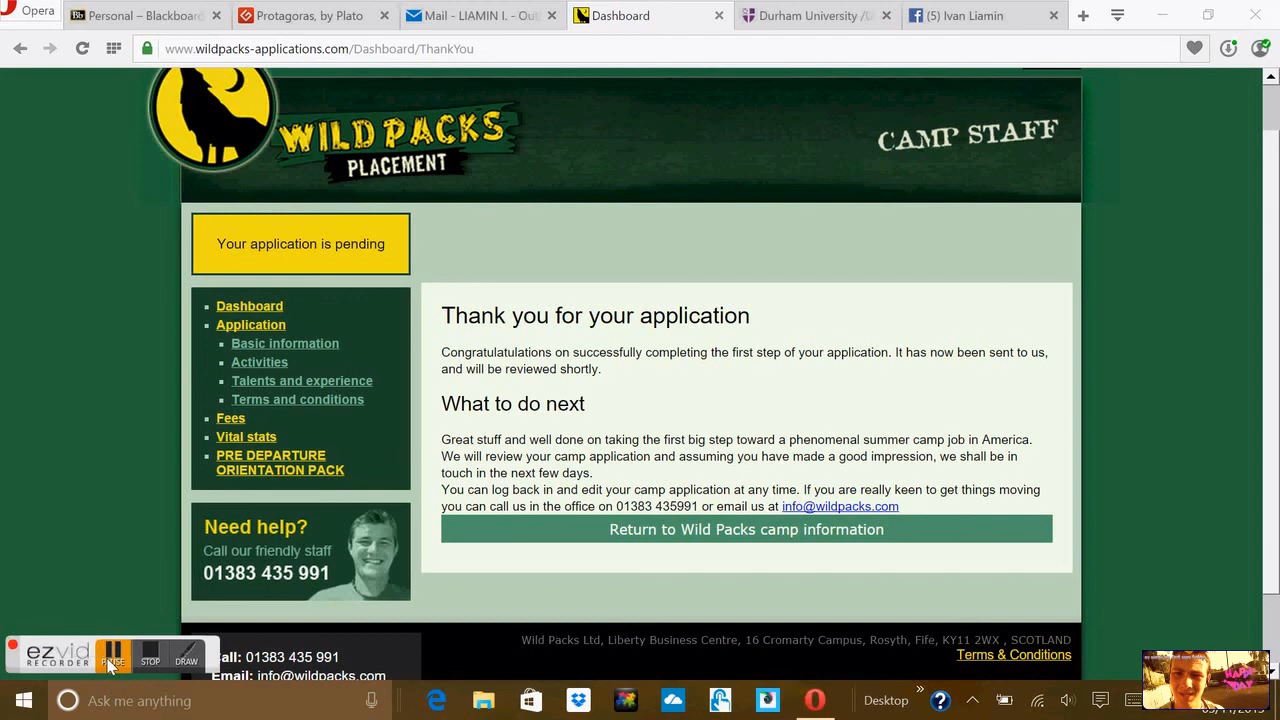 Opera
Personal – Blackboard
Protagoras, by Plato
Mail - LIAMIN I. - Out
Dashboard
Durham University /
(5) Ivan Liamin
www.wildpacks-applications.com/Dashboard/ThankYou
WILD PACKS
PLACEMENT
CAMP STAFF
Your application is pending
Dashboard
Application
Basic information
Activities
Talents and experience
Terms and conditions
Fees
Vital stats
PRE DEPARTURE
ORIENTATION PACK
Need help?
Call our friendly staff
01383 435 991
Thank you for your application
Congratulatulations on successfully completing the first step of your application. It has now been sent to us,
and will be reviewed shortly.
What to do next
Great stuff and well done on taking the first big step toward a phenomenal summer camp job in America.
We will review your camp application and assuming you have made a good impression, we shall be in
touch in the next few days.
You can log back in and edit your camp application at any time. If you are really keen to get things moving
you can call us in the office on 01383 435991 or email us at info@wildpacks.com
Return to Wild Packs camp information
Wild Packs Ltd, Liberty Business Centre, 16 Cromarty Campus, Rosyth, Fife, KY11 2WX , SCOTLAND
Terms & Conditions
Call: 01383 435 991
Email: info@wildpacks.com
ezvid
RECORDER
PAUSE
STOP
DRAW
Ask me anything
Desktop